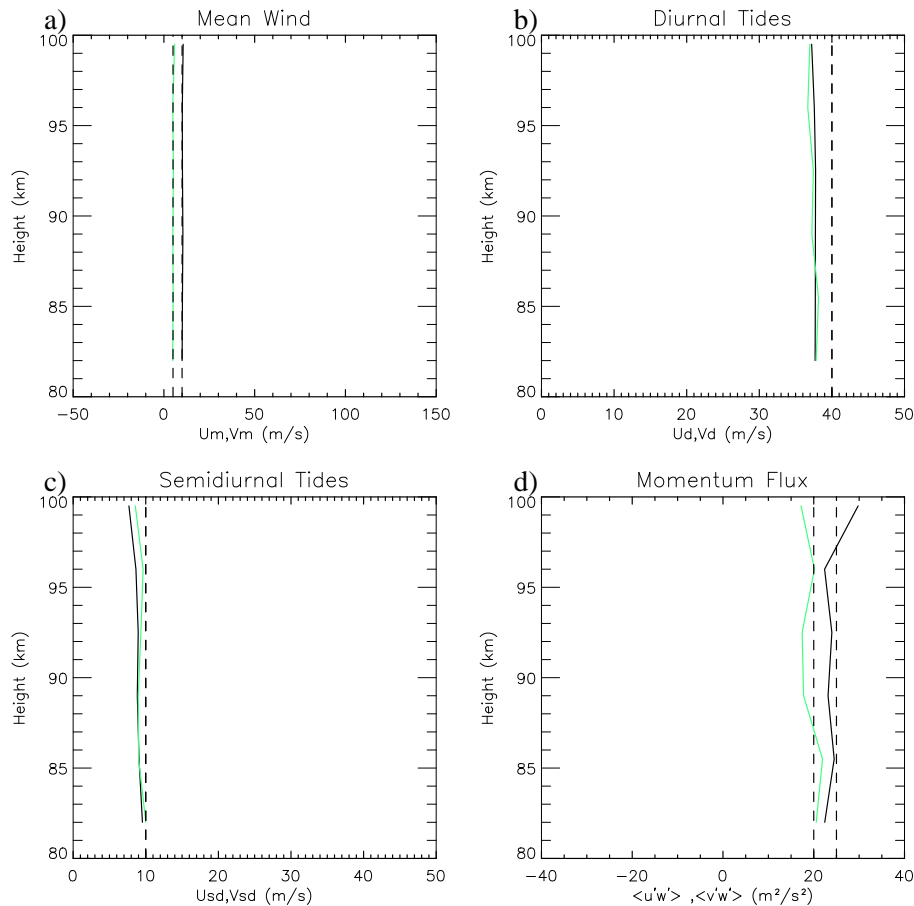 a) Mean Wind
100
95
90
85
80
Height (km)
−50 0 50 100 150
Um,Vm (m/s)
b) Diurnal Tides
100
95
90
85
80
Height (km)
0 10 20 30 40 50
Ud,Vd (m/s)
c) Semidiurnal Tides
100
95
90
85
80
Height (km)
0 10 20 30 40 50
Usd,Vsd (m/s)
d) Momentum Flux
100
95
90
85
80
Height (km)
−40 −20 0 20 40
<u'w'> ,<v'w'> (m²/s²)